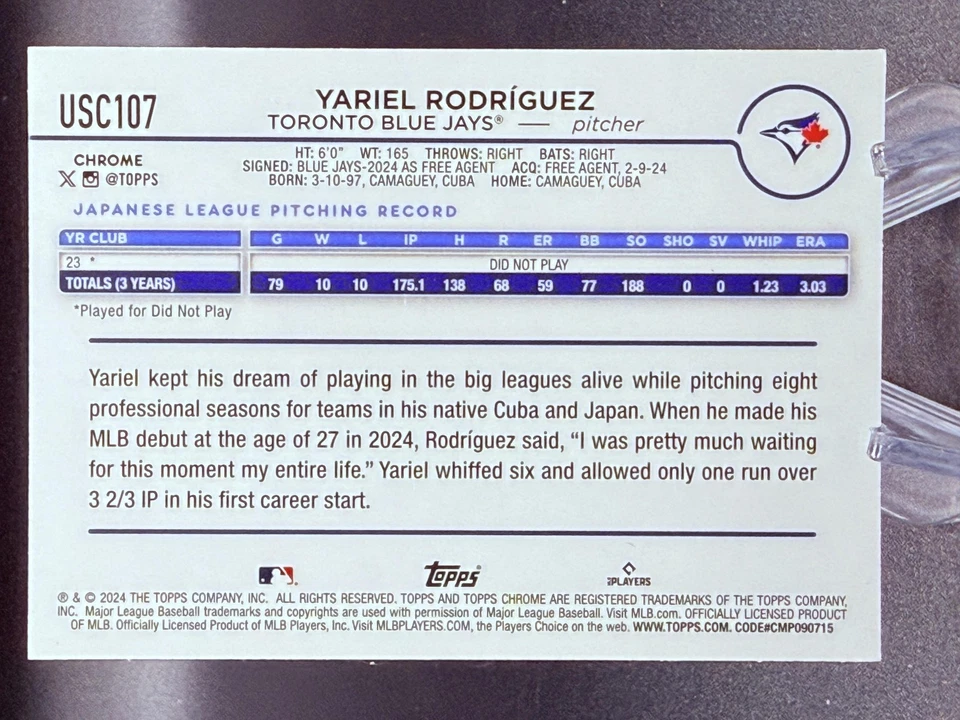 USC107
YARIEL RODRÍGUEZ
TORONTO BLUE JAYS® — pitcher
CHROME
X @TOPPS
HT: 6'0" WT: 165 THROWS: RIGHT BATS: RIGHT
SIGNED: BLUE JAYS-2024 AS FREE AGENT ACQ: FREE AGENT, 2-9-24
BORN: 3-10-97, CAMAGUEY, CUBA HOME: CAMAGUEY, CUBA
JAPANESE LEAGUE PITCHING RECORD
YR CLUB G W L IP H R ER BB SO SHO SV WHIP ERA
23 * DID NOT PLAY
TOTALS (3 YEARS) 79 10 10 175.1 138 68 59 77 188 0 0 1.23 3.03
*Played for Did Not Play
Yariel kept his dream of playing in the big leagues alive while pitching eight
professional seasons for teams in his native Cuba and Japan. When he made his
MLB debut at the age of 27 in 2024, Rodríguez said, “I was pretty much waiting
for this moment my entire life.” Yariel whiffed six and allowed only one run over
3 2/3 IP in his first career start.
Topps
PLAYERS
® & © 2024 THE TOPPS COMPANY, INC. ALL RIGHTS RESERVED. TOPPS AND TOPPS CHROME ARE REGISTERED TRADEMARKS OF THE TOPPS COMPANY,
INC. Major League Baseball trademarks and copyrights are used with permission of Major League Baseball. Visit MLB.com. OFFICIALLY LICENSED PRODUCT
OF MLB. Officially Licensed Product of MLB Players, Inc. Visit MLBPLAYERS.COM, the Players Choice on the web. WWW.TOPPS.COM. CODE#CMP090715